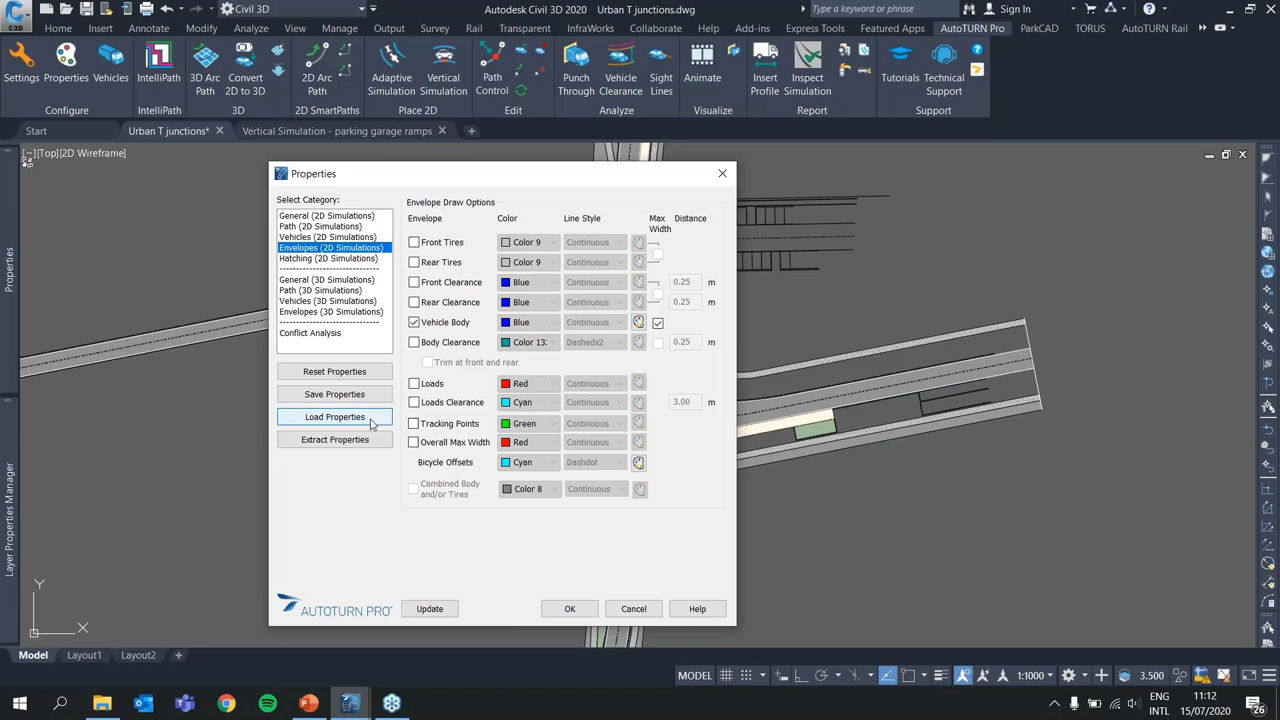 Civil 3D
Autodesk Civil 3D 2020 Urban T junctions.dwg
Type a keyword or phrase
Sign In
C3D
Home Insert Annotate Modify Analyze View Manage Output Survey Rail Transparent InfraWorks Collaborate Help Add-ins Express Tools Featured Apps AutoTURN Pro ParkCAD TORUS AutoTURN Rail
Settings Properties Vehicles IntelliPath 3D Arc Path Convert 2D to 3D 2D Arc Path Adaptive Simulation Vertical Simulation Path Control Punch Through Vehicle Clearance Sight Lines Animate Insert Profile Inspect Simulation Tutorials Technical Support
Configure IntelliPath 3D 2D SmartPaths Place 2D Edit Analyze Visualize Report Support
Start Urban T junctions* Vertical Simulation - parking garage ramps
[−][Top][2D Wireframe]
Properties
Layer Properties Manager
Properties
Select Category:
General (2D Simulations)
Path (2D Simulations)
Vehicles (2D Simulations)
Envelopes (2D Simulations)
Hatching (2D Simulations)
General (3D Simulations)
Path (3D Simulations)
Vehicles (3D Simulations)
Envelopes (3D Simulations)
Conflict Analysis
Reset Properties
Save Properties
Load Properties
Extract Properties
Envelope Draw Options
Envelope Color Line Style Max Width Distance
Front Tires Color 9 Continuous
Rear Tires Color 9 Continuous
Front Clearance Blue Continuous 0.25 m
Rear Clearance Blue Continuous 0.25 m
Vehicle Body Blue Continuous
Body Clearance Color 13: Dashedx2 0.25 m
Trim at front and rear
Loads Red Continuous
Loads Clearance Cyan Continuous 3.00 m
Tracking Points Green Continuous
Overall Max Width Red Continuous
Bicycle Offsets Cyan Dashdot
Combined Body and/or Tires Color 8 Continuous
AUTOTURN PRO
Update OK Cancel Help
Y
X
Model Layout1 Layout2
MODEL 1:1000 3.500
ENG
INTL
11:12
15/07/2020
26